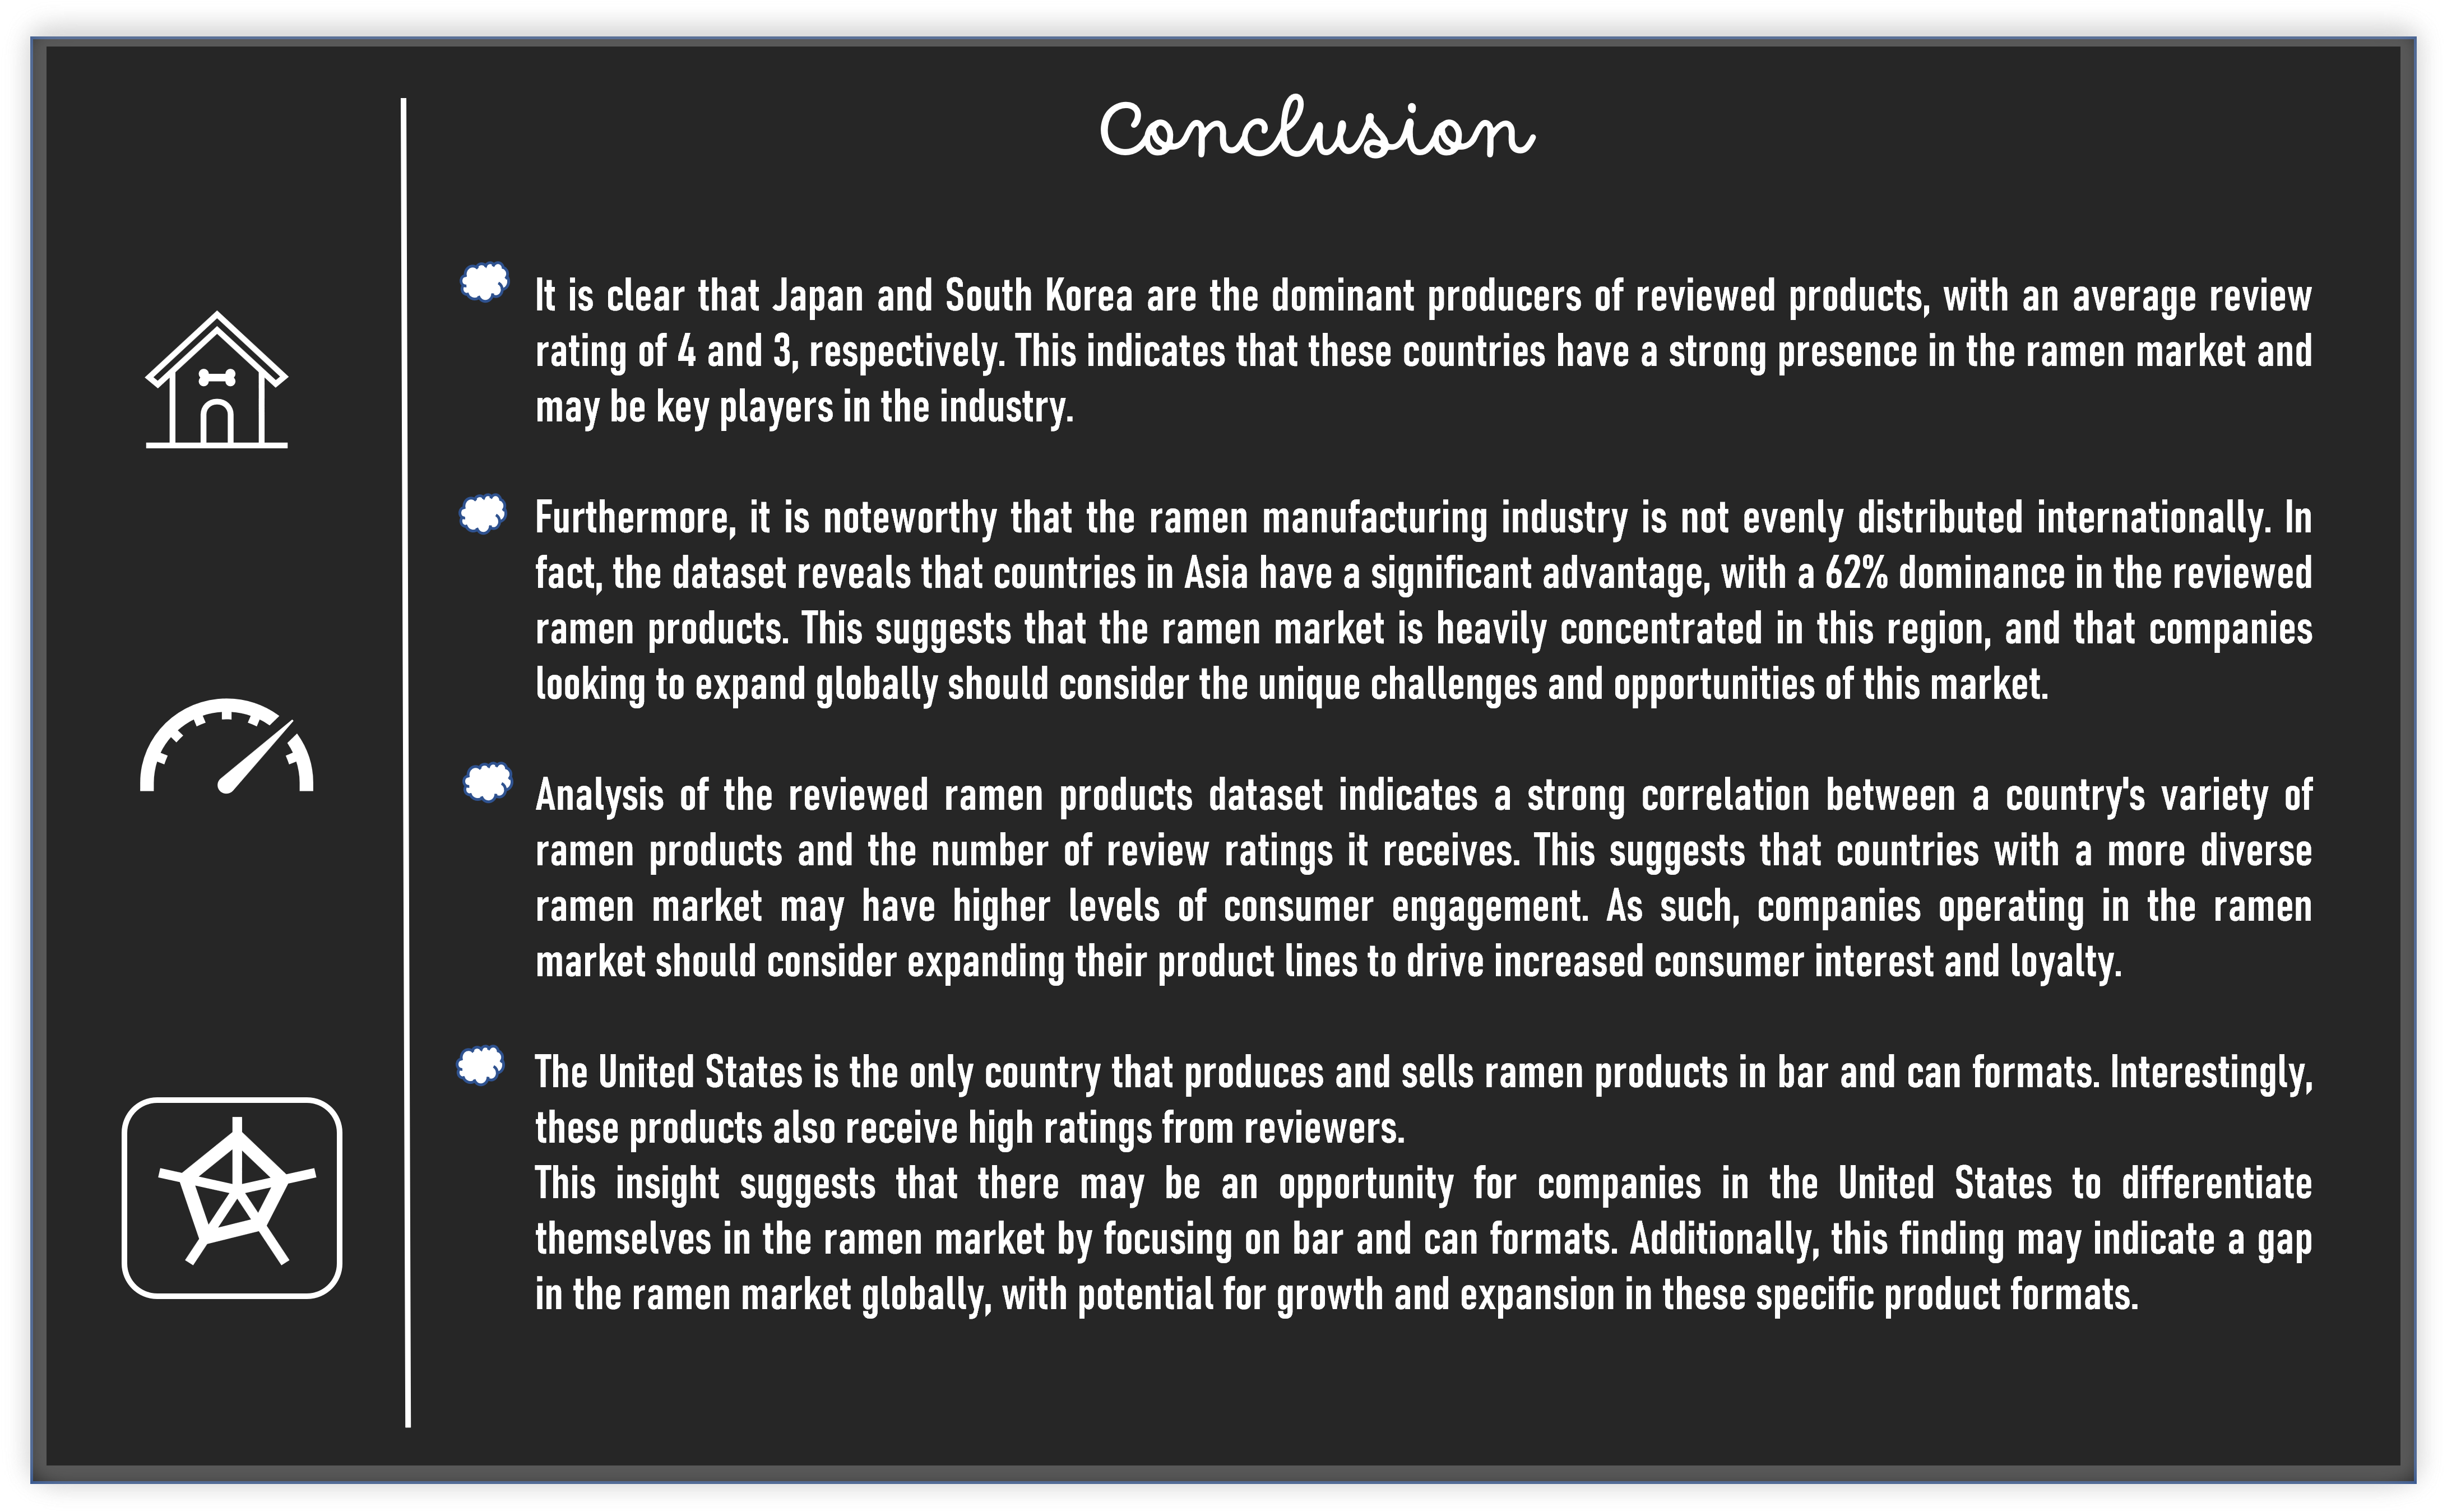 Conclusion
It is clear that Japan and South Korea are the dominant producers of reviewed products, with an average review
rating of 4 and 3, respectively. This indicates that these countries have a strong presence in the ramen market and
may be key players in the industry.
Furthermore, it is noteworthy that the ramen manufacturing industry is not evenly distributed internationally. In
fact, the dataset reveals that countries in Asia have a significant advantage, with a 62% dominance in the reviewed
ramen products. This suggests that the ramen market is heavily concentrated in this region, and that companies
looking to expand globally should consider the unique challenges and opportunities of this market.
Analysis of the reviewed ramen products dataset indicates a strong correlation between a country's variety of
ramen products and the number of review ratings it receives. This suggests that countries with a more diverse
ramen market may have higher levels of consumer engagement. As such, companies operating in the ramen
market should consider expanding their product lines to drive increased consumer interest and loyalty.
The United States is the only country that produces and sells ramen products in bar and can formats. Interestingly,
these products also receive high ratings from reviewers.
This insight suggests that there may be an opportunity for companies in the United States to differentiate
themselves in the ramen market by focusing on bar and can formats. Additionally, this finding may indicate a gap
in the ramen market globally, with potential for growth and expansion in these specific product formats.